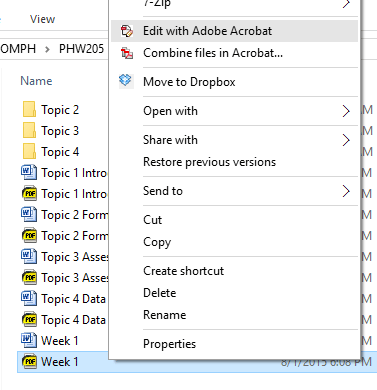 7-Zip
View
Edit with Adobe Acrobat
OMPH PHW205
Combine files in Acrobat...
Name
Move to Dropbox
Topic 2
Open with
Topic 3
Share with
Topic 4
Restore previous versions
Topic 1 Intro
Topic 1 Intro
Send to
Topic 2 Form
Cut
Topic 2 Form
Copy
Topic 3 Asses
Create shortcut
Topic 3 Asses
Delete
Topic 4 Data
Rename
Topic 4 Data
Week 1
Properties
Week 1 8/1/2015 6:08 PM